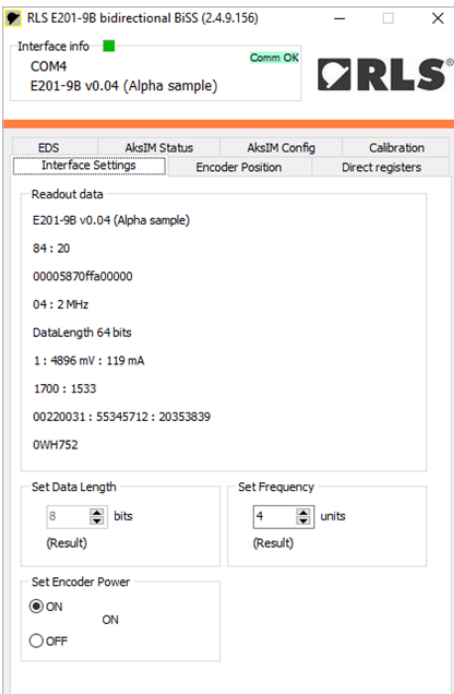 RLS E201-9B bidirectional BiSS (2.4.9.156)
Interface info
COM4
Comm OK
E201-9B v0.04 (Alpha sample)
RLS®
EDS AksIM Status AksIM Config Calibration
Interface Settings Encoder Position Direct registers
Readout data
E201-9B v0.04 (Alpha sample)
84 : 20
00005870ffa00000
04 : 2 MHz
DataLength 64 bits
1 : 4896 mV : 119 mA
1700 : 1533
00220031 : 55345712 : 20353839
0WH752
Set Data Length Set Frequency
8 bits 4 units
(Result) (Result)
Set Encoder Power
ON
ON
OFF